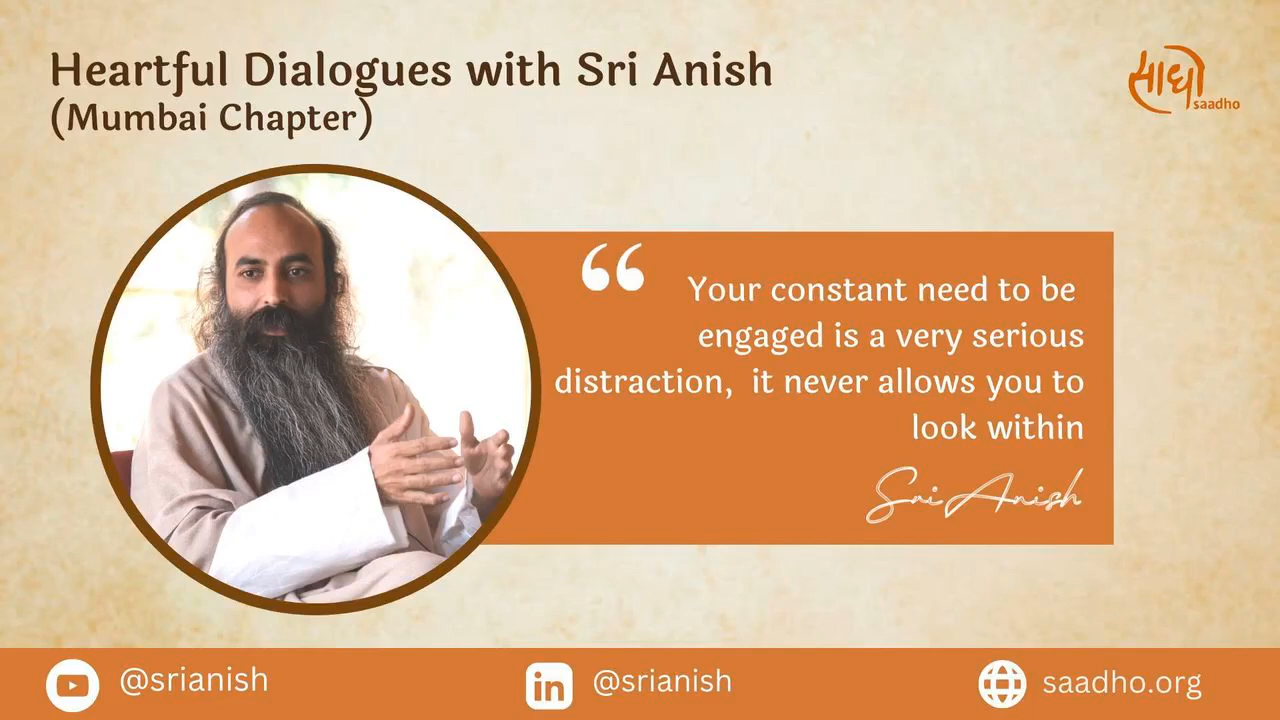 Heartful Dialogues with Sri Anish
(Mumbai Chapter)
साधो
saadho
“
Your constant need to be
engaged is a very serious
distraction,  it never allows you to
look within
Sri Anish
@srianish
@srianish
saadho.org